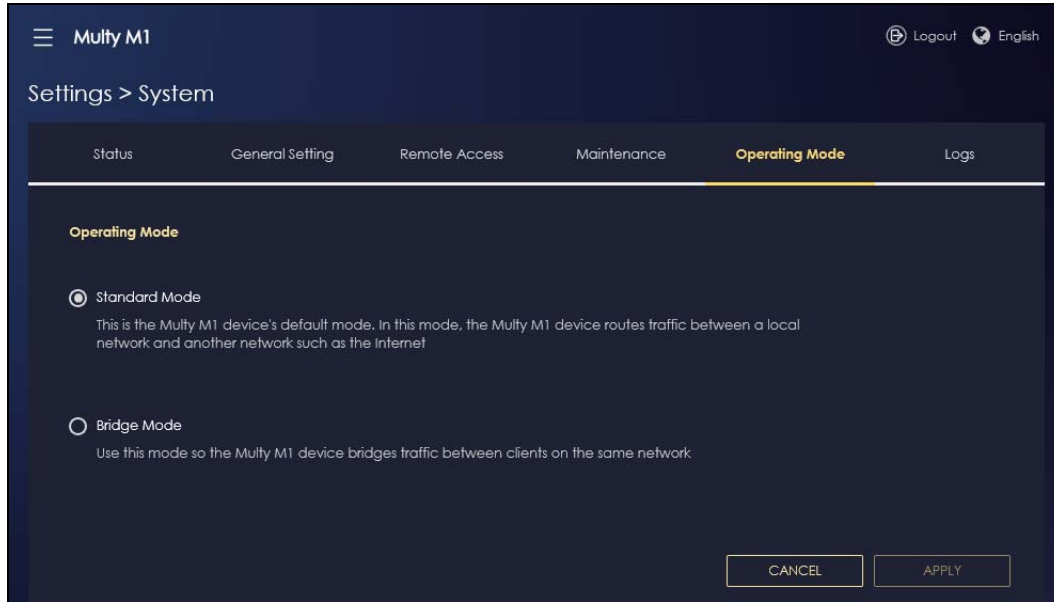 Multy M1
Logout English
Settings > System
Status General Setting Remote Access Maintenance Operating Mode Logs
Operating Mode
Standard Mode
This is the Multy M1 device's default mode. In this mode, the Multy M1 device routes traffic between a local
network and another network such as the Internet
Bridge Mode
Use this mode so the Multy M1 device bridges traffic between clients on the same network
CANCEL APPLY